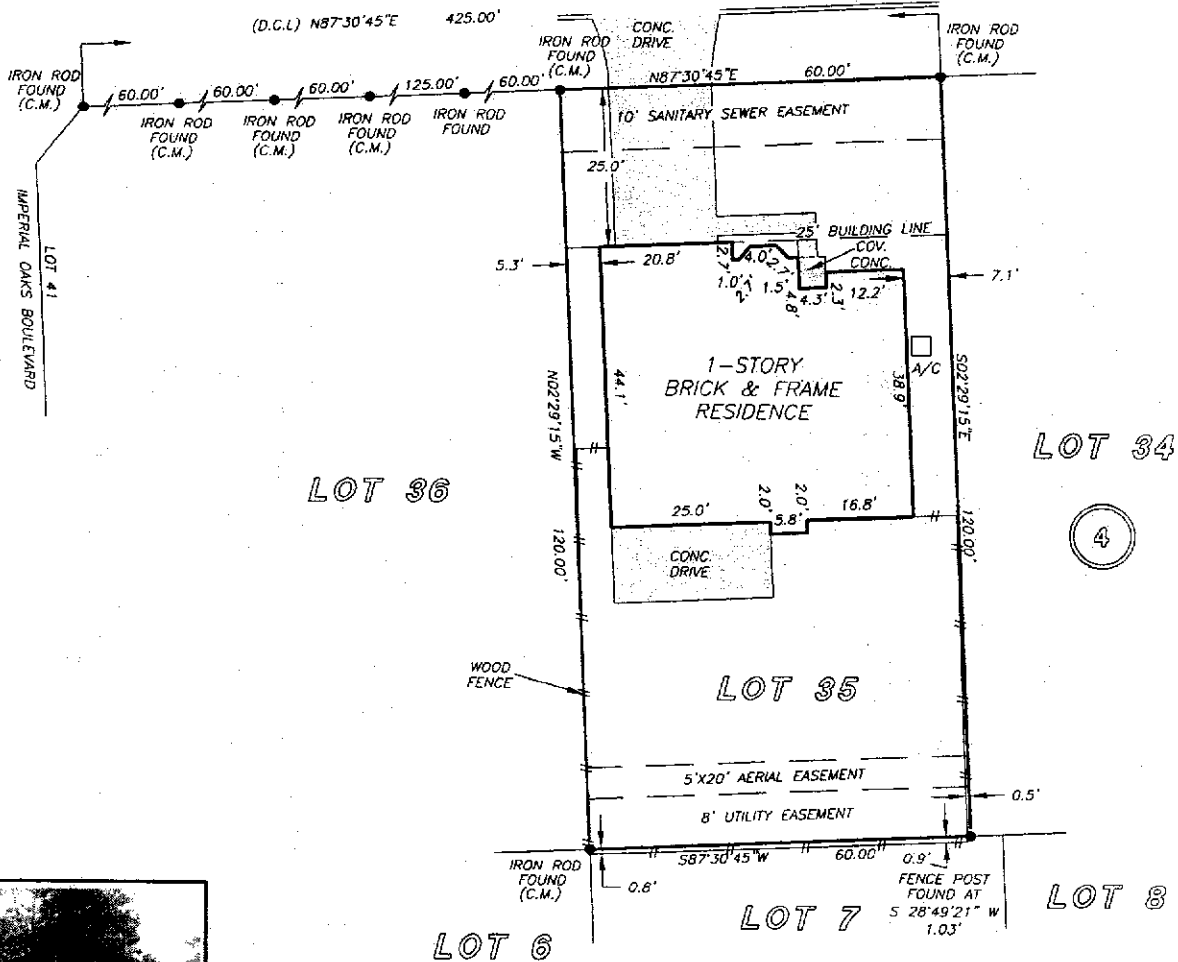 (D.C.L) N87°30'45"E 425.00'
IRON ROD
FOUND
(C.M.)
60.00'
60.00'
60.00'
125.00'
60.00'
IRON ROD
FOUND
(C.M.)
IRON ROD
FOUND
(C.M.)
IRON ROD
FOUND
(C.M.)
IRON ROD
FOUND
IRON ROD
FOUND
(C.M.)
CONC.
DRIVE
N87°30'45"E 60.00'
IRON ROD
FOUND
(C.M.)
10' SANITARY SEWER EASEMENT
25.0'
LOT 41
IMPERIAL OAKS BOULEVARD
25' BUILDING LINE
COV.
CONC.
5.3'
20.8'
2.7'
1.0'
2.7'
4.0'
2.7'
1.5'
4.8'
4.3'
2.3'
12.2'
7.1'
1-STORY
BRICK & FRAME
RESIDENCE
44.1'
38.9'
A/C
N02°29'15"W
120.00'
S02°29'15"E
120.00'
LOT 36
LOT 34
4
25.0'
2.0'
5.8'
2.0'
16.8'
CONC.
DRIVE
WOOD
FENCE
LOT 35
5'X20' AERIAL EASEMENT
8' UTILITY EASEMENT
0.5'
S87°30'45"W 60.00'
IRON ROD
FOUND
(C.M.)
0.8'
0.9'
FENCE POST
FOUND AT
S 28°49'21" W
1.03'
LOT 6
LOT 7
LOT 8